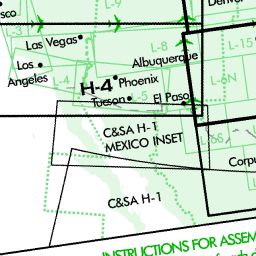 sco
L-9
Denver
L-3
Las Vegas
L-8
L-15
Albuquerque
Los
Angeles
L-4
H-4
Phoenix
L-6N
Tucson
L-5
El Paso
C&SA H-1
MEXICO INSET
L-6S
Corpu
C&SA H-1
INSTRUCTIONS FOR ASSEM